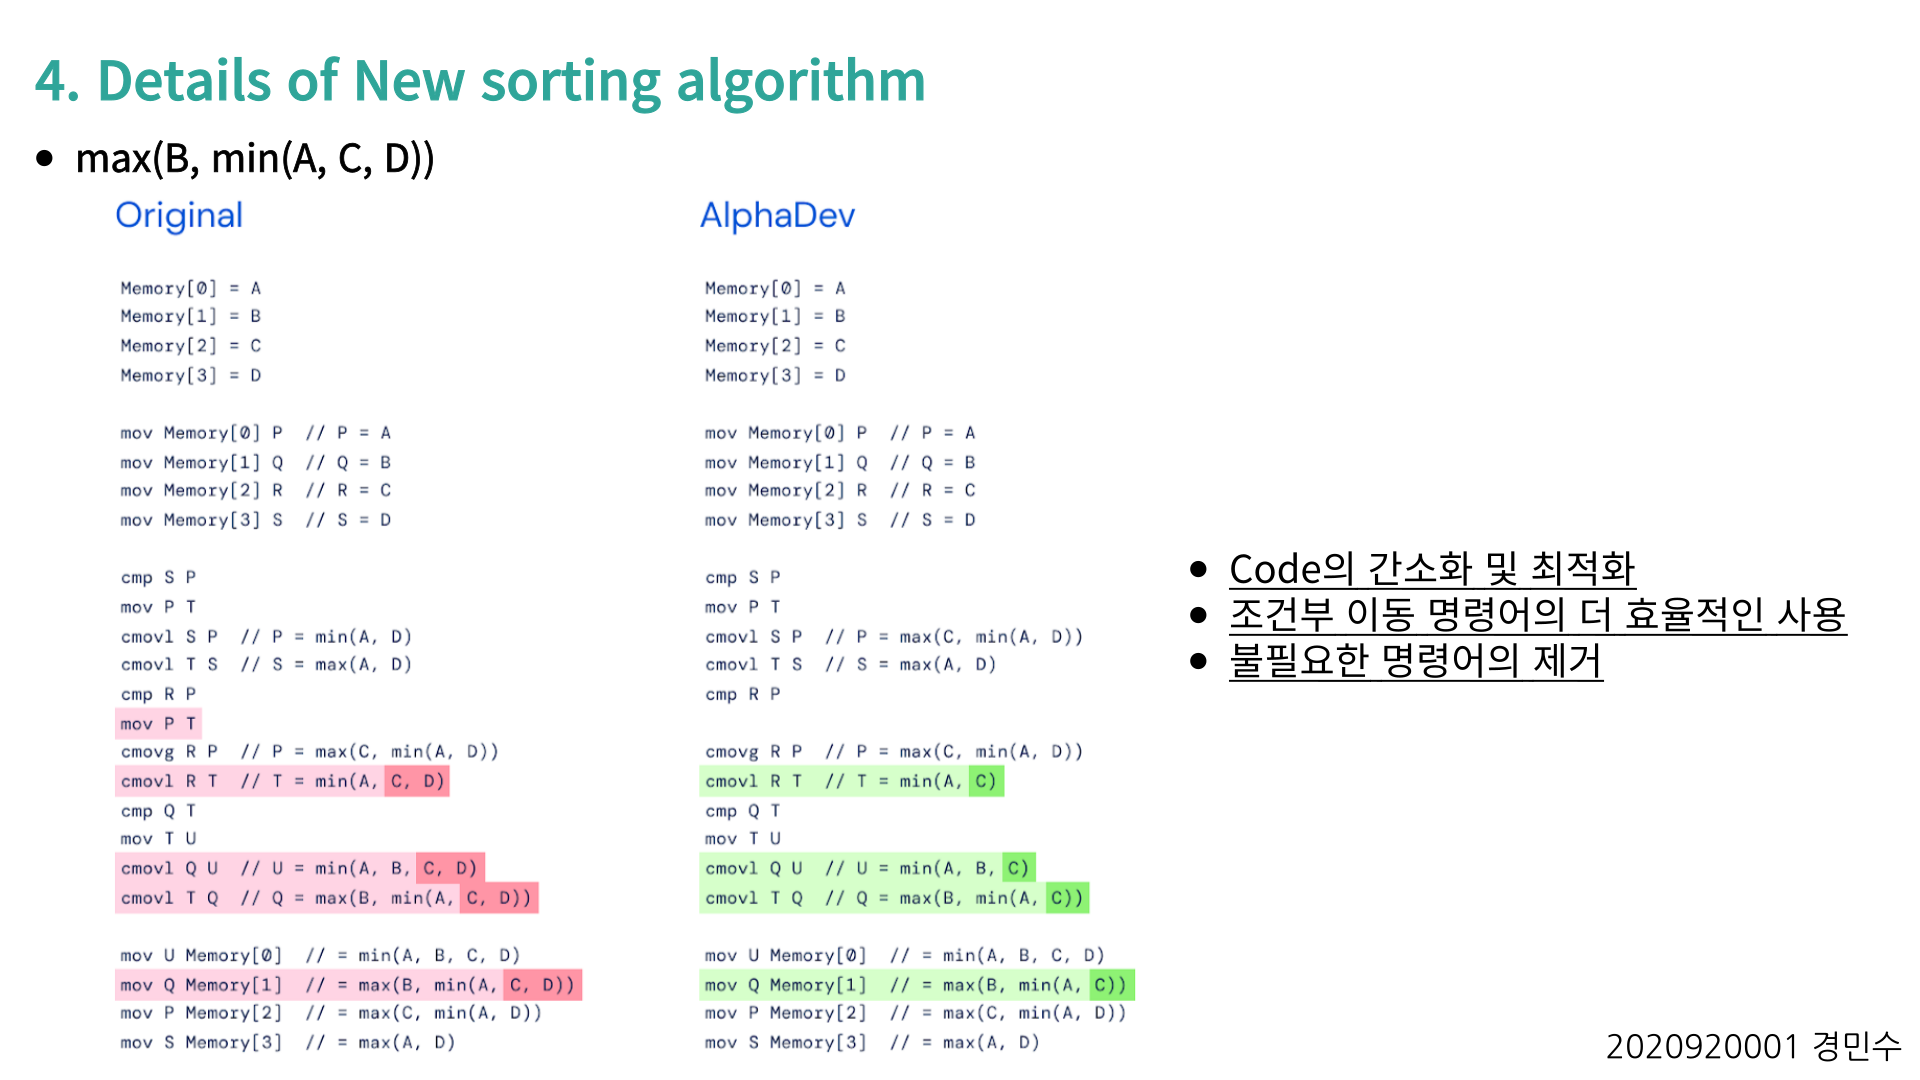 4. Details of New sorting algorithm
• max(B, min(A, C, D))
Original
Memory[0] = A
Memory[1] = B
Memory[2] = C
Memory[3] = D
mov Memory[0] P // P = A
mov Memory[1] Q // Q = B
mov Memory[2] R // R = C
mov Memory[3] S // S = D
cmp S P
mov P T
cmovl S P // P = min(A, D)
cmovl T S // S = max(A, D)
cmp R P
mov P T
cmovg R P // P = max(C, min(A, D))
cmovl R T // T = min(A, C, D)
cmp Q T
mov T U
cmovl Q U // U = min(A, B, C, D)
cmovl T Q // Q = max(B, min(A, C, D))
mov U Memory[0] // = min(A, B, C, D)
mov Q Memory[1] // = max(B, min(A, C, D))
mov P Memory[2] // = max(C, min(A, D))
mov S Memory[3] // = max(A, D)
AlphaDev
Memory[0] = A
Memory[1] = B
Memory[2] = C
Memory[3] = D
mov Memory[0] P // P = A
mov Memory[1] Q // Q = B
mov Memory[2] R // R = C
mov Memory[3] S // S = D
cmp S P
mov P T
cmovl S P // P = max(C, min(A, D))
cmovl T S // S = max(A, D)
cmp R P
cmovg R P // P = max(C, min(A, D))
cmovl R T // T = min(A, C)
cmp Q T
mov T U
cmovl Q U // U = min(A, B, C)
cmovl T Q // Q = max(B, min(A, C))
mov U Memory[0] // = min(A, B, C, D)
mov Q Memory[1] // = max(B, min(A, C))
mov P Memory[2] // = max(C, min(A, D))
mov S Memory[3] // = max(A, D)
• Code의 간소화 및 최적화
• 조건부 이동 명령어의 더 효율적인 사용
• 불필요한 명령어의 제거
2020920001 경민수